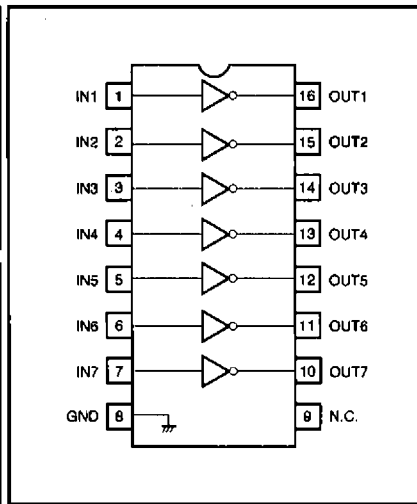 IN1 1 16 OUT1
IN2 2 15 OUT2
IN3 3 14 OUT3
IN4 4 13 OUT4
IN5 5 12 OUT5
IN6 6 11 OUT6
IN7 7 10 OUT7
GND 8 9 N.C.